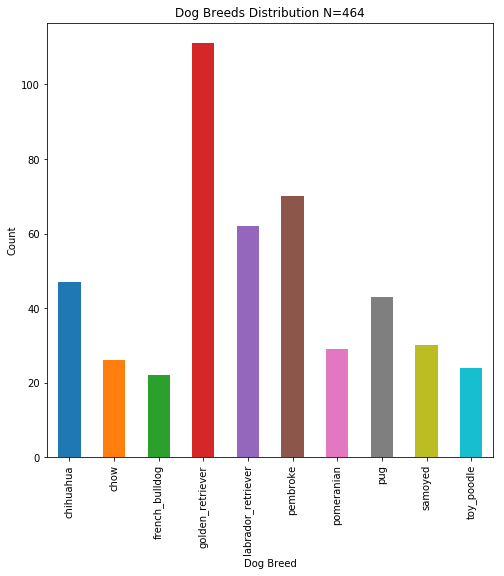 Dog Breeds Distribution N=464
Count
100
80
60
40
20
0
chihuahua
chow
french_bulldog
golden_retriever
labrador_retriever
pembroke
pomeranian
pug
samoyed
toy_poodle
Dog Breed